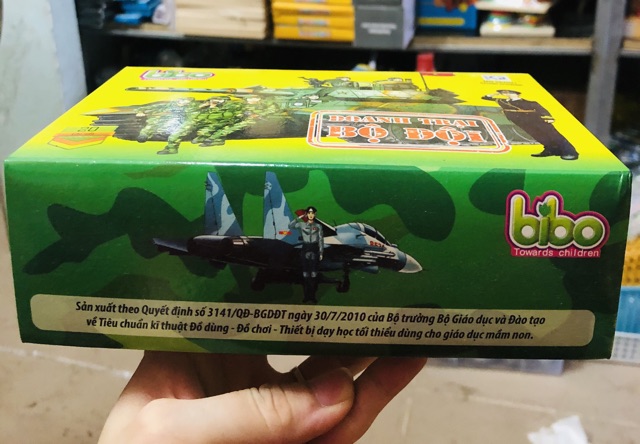 bibo
20
BỘ ĐỘI
DOANH TRẠI
bibo
Towards children
Sản xuất theo Quyết định số 3141/QĐ-BGDĐT ngày 30/7/2010 của Bộ trưởng Bộ Giáo dục và Đào tạo
về Tiêu chuẩn kĩ thuật Đồ dùng - Đồ chơi - Thiết bị dạy học tối thiểu dùng cho giáo dục mầm non.